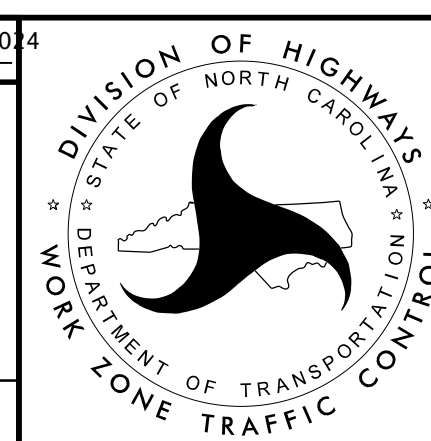 024
DIVISION OF HIGHWAYS
STATE OF NORTH CAROLINA
DEPARTMENT OF TRANSPORTATION
WORK ZONE TRAFFIC CONTROL